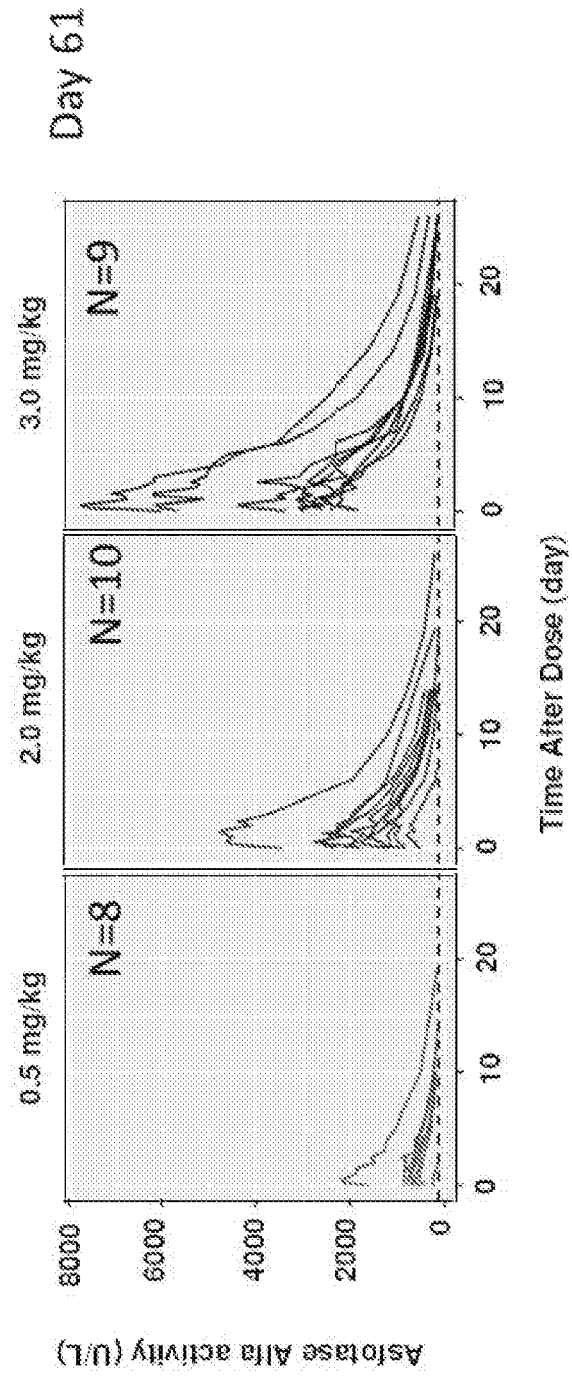 Day 61
0.5 mg/kg
2.0 mg/kg
3.0 mg/kg
N=8
N=10
N=9
Asfotase Alfa activity (U/L)
8000
6000
4000
2000
0
0 10 20
0 10 20
0 10 20
Time After Dose (day)